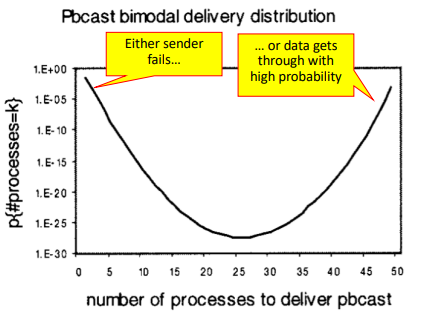 Pbcast bimodal delivery distribution
Either sender
fails...
... or data gets
through with
high probability
p{#processes=k}
1.E+00
1.E-05
1.E-10
1.E-15
1.E-20
1.E-25
1.E-30
0 5 10 15 20 25 30 35 40 45 50
number of processes to deliver pbcast